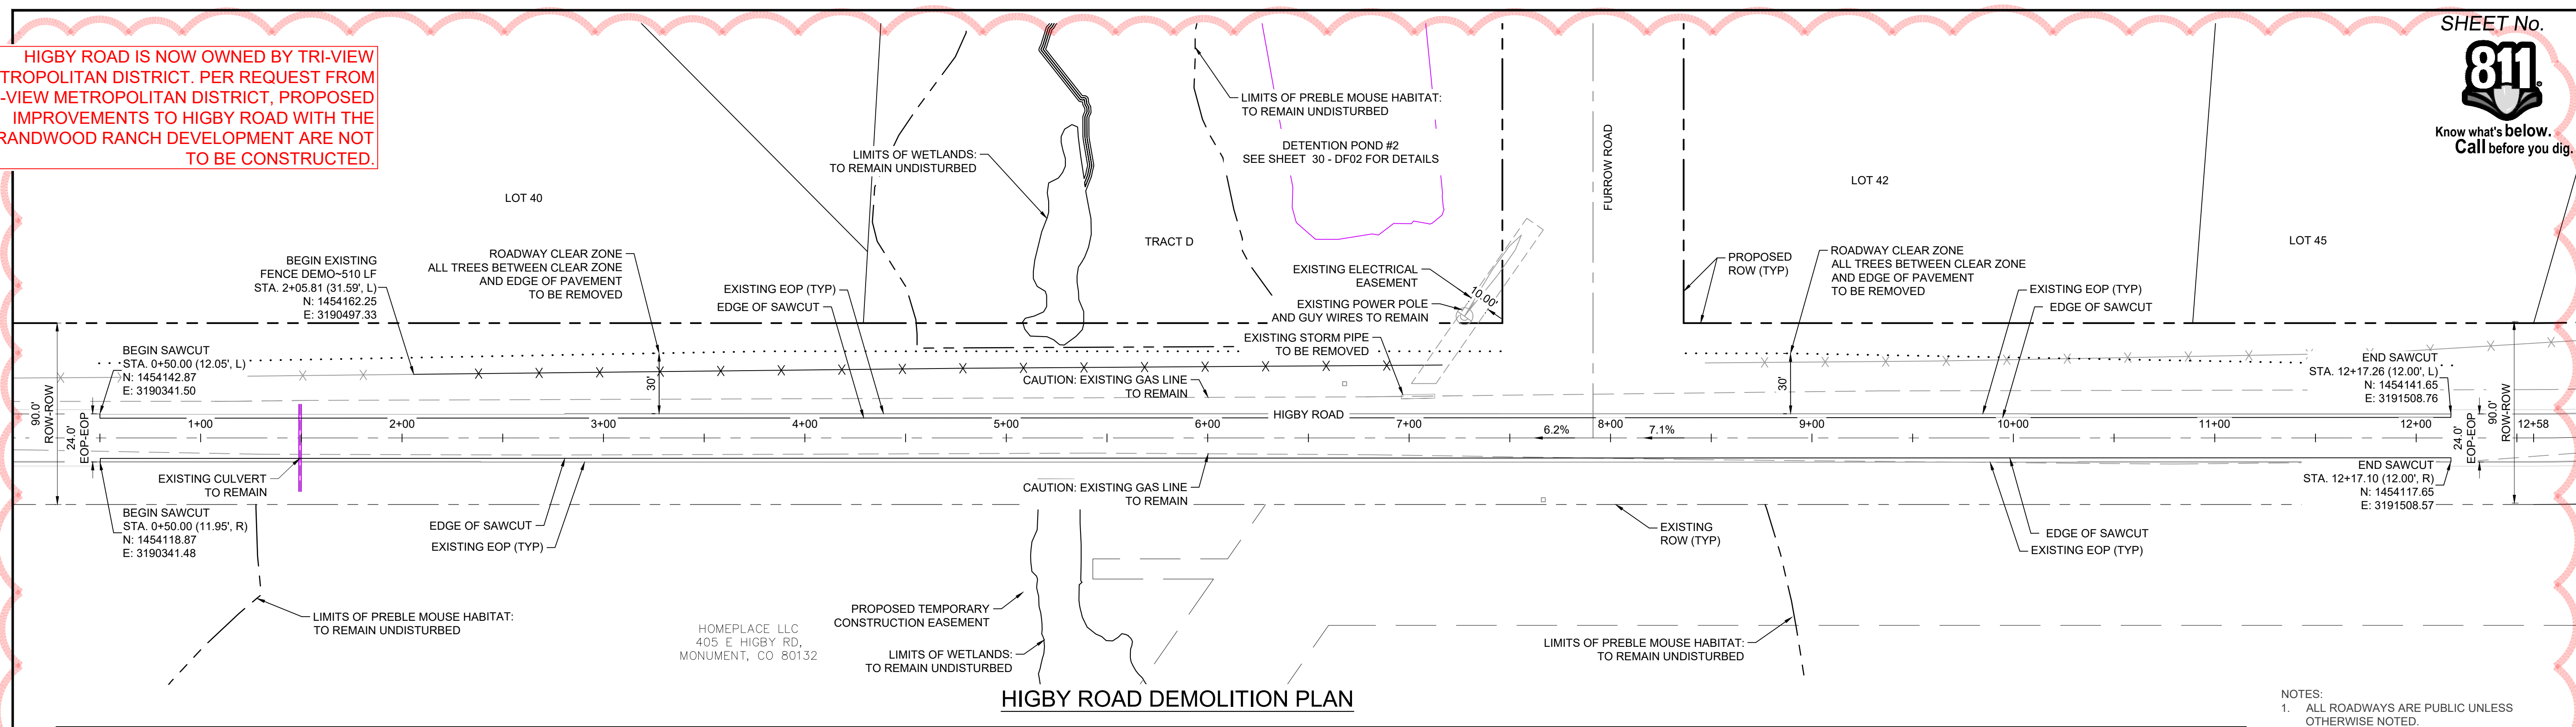 SHEET No.
811
Know what's below.
Call before you dig.
HIGBY ROAD IS NOW OWNED BY TRI-VIEW
TROPOLITAN DISTRICT. PER REQUEST FROM
-VIEW METROPOLITAN DISTRICT, PROPOSED
IMPROVEMENTS TO HIGBY ROAD WITH THE
RANDWOOD RANCH DEVELOPMENT ARE NOT
TO BE CONSTRUCTED.
LIMITS OF PREBLE MOUSE HABITAT:
TO REMAIN UNDISTURBED
DETENTION POND #2
SEE SHEET 30 - DF02 FOR DETAILS
FURROW ROAD
LIMITS OF WETLANDS:
TO REMAIN UNDISTURBED
LOT 40
LOT 42
TRACT D
LOT 45
BEGIN EXISTING
FENCE DEMO~510 LF
STA. 2+05.81 (31.59', L)
N: 1454162.25
E: 3190497.33
ROADWAY CLEAR ZONE
ALL TREES BETWEEN CLEAR ZONE
AND EDGE OF PAVEMENT
TO BE REMOVED
EXISTING EOP (TYP)
EDGE OF SAWCUT
EXISTING ELECTRICAL
EASEMENT
10.00'
EXISTING POWER POLE
AND GUY WIRES TO REMAIN
EXISTING STORM PIPE
TO BE REMOVED
PROPOSED
ROW (TYP)
ROADWAY CLEAR ZONE
ALL TREES BETWEEN CLEAR ZONE
AND EDGE OF PAVEMENT
TO BE REMOVED
EXISTING EOP (TYP)
EDGE OF SAWCUT
BEGIN SAWCUT
STA. 0+50.00 (12.05', L)
N: 1454142.87
E: 3190341.50
30'
CAUTION: EXISTING GAS LINE
TO REMAIN
30'
END SAWCUT
STA. 12+17.26 (12.00', L)
N: 1454141.65
E: 3191508.76
90.0'
ROW-ROW
24.0'
EOP-EOP
HIGBY ROAD
1+00
2+00
3+00
4+00
5+00
6+00
7+00
6.2%
8+00
7.1%
9+00
10+00
11+00
12+00
12+58
24.0'
EOP-EOP
90.0'
ROW-ROW
EXISTING CULVERT
TO REMAIN
CAUTION: EXISTING GAS LINE
TO REMAIN
END SAWCUT
STA. 12+17.10 (12.00', R)
N: 1454117.65
E: 3191508.57
BEGIN SAWCUT
STA. 0+50.00 (11.95', R)
N: 1454118.87
E: 3190341.48
EDGE OF SAWCUT
EXISTING EOP (TYP)
EXISTING
ROW (TYP)
EDGE OF SAWCUT
EXISTING EOP (TYP)
LIMITS OF PREBLE MOUSE HABITAT:
TO REMAIN UNDISTURBED
HOMEPLACE LLC
405 E HIGBY RD,
MONUMENT, CO 80132
PROPOSED TEMPORARY
CONSTRUCTION EASEMENT
LIMITS OF WETLANDS:
TO REMAIN UNDISTURBED
LIMITS OF PREBLE MOUSE HABITAT:
TO REMAIN UNDISTURBED
HIGBY ROAD DEMOLITION PLAN
NOTES:
1. ALL ROADWAYS ARE PUBLIC UNLESS
OTHERWISE NOTED.